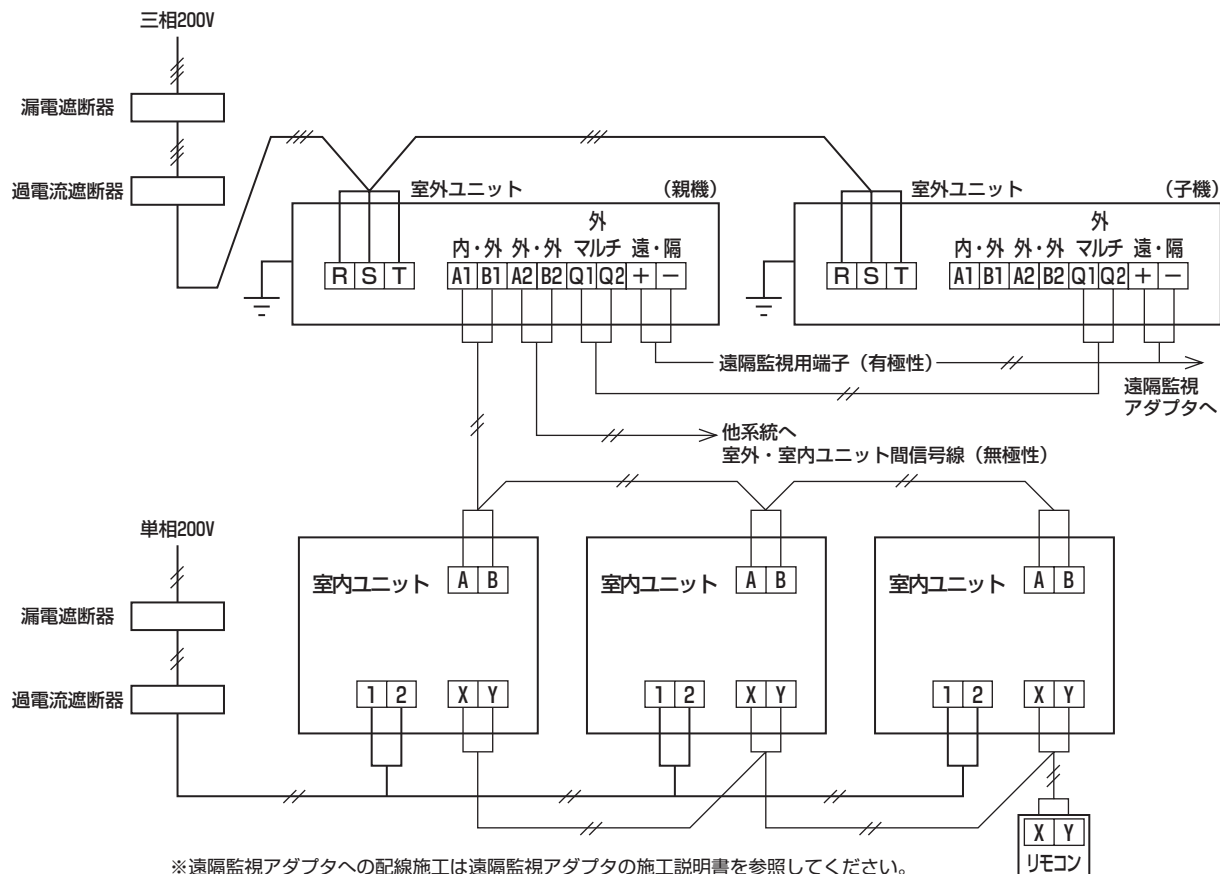 三相200V
漏電遮断器
過電流遮断器
室外ユニット (親機)
外
内・外 外・外 マルチ 遠・隔
R S T A1 B1 A2 B2 Q1 Q2 + −
室外ユニット (子機)
外
内・外 外・外 マルチ 遠・隔
R S T A1 B1 A2 B2 Q1 Q2 + −
遠隔監視用端子（有極性）
遠隔監視
アダプタへ
他系統へ
室外・室内ユニット間信号線（無極性）
単相200V
漏電遮断器
過電流遮断器
室内ユニット A B
1 2 X Y
室内ユニット A B
1 2 X Y
室内ユニット A B
1 2 X Y
X Y
リモコン
※遠隔監視アダプタへの配線施工は遠隔監視アダプタの施工説明書を参照してください。